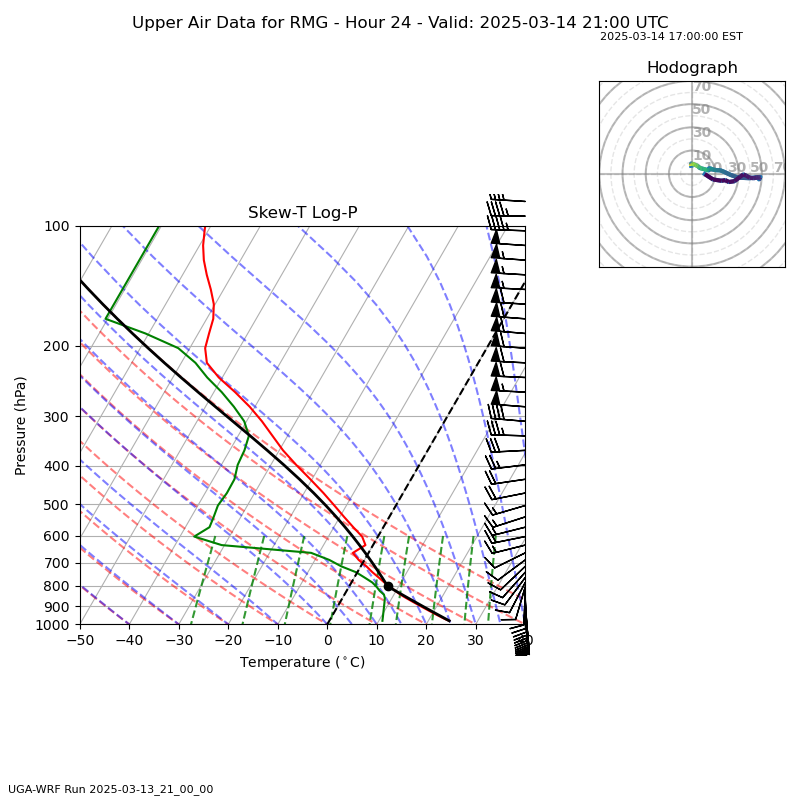 Upper Air Data for RMG - Hour 24 - Valid: 2025-03-14 21:00 UTC
2025-03-14 17:00:00 EST
Hodograph
70
50
30
10
10 30 50 70
Skew-T Log-P
100
200
300
400
500
600
700
800
900
1000
Pressure (hPa)
−50 −40 −30 −20 −10 0 10 20 30 40
Temperature (°C)
UGA-WRF Run 2025-03-13_21_00_00